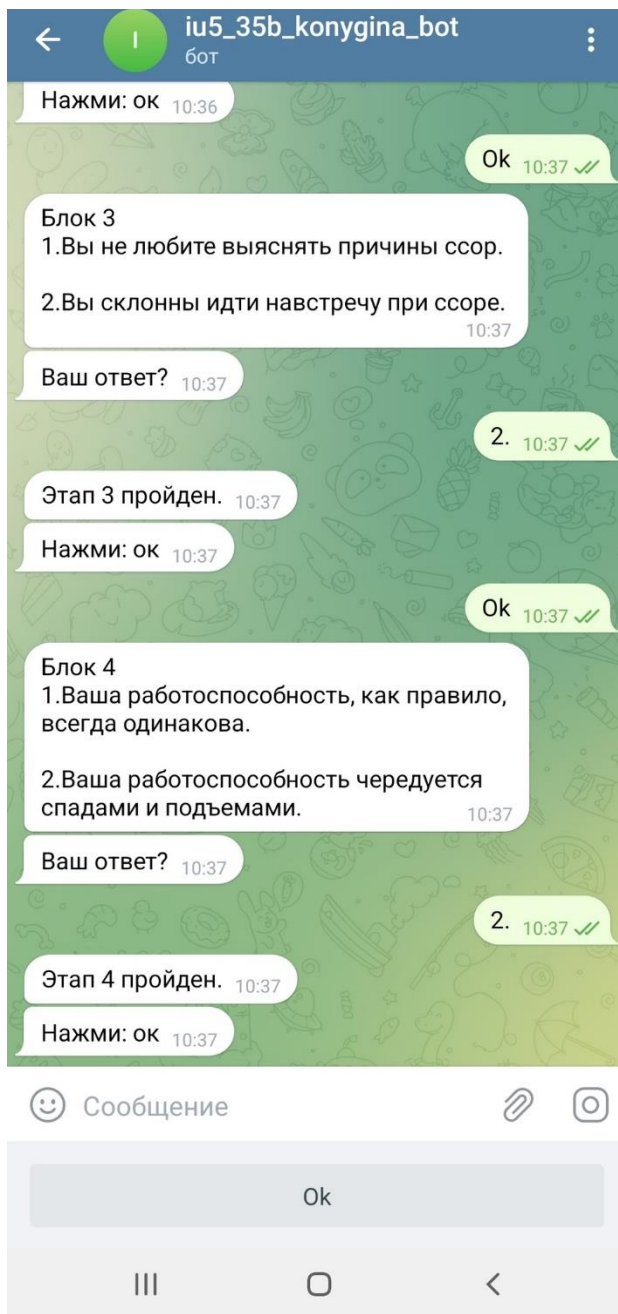 I
iu5_35b_konygina_bot
бот
Нажми: ок 10:36
Ok 10:37
Блок 3
1.Вы не любите выяснять причины ссор.
2.Вы склонны идти навстречу при ссоре.
10:37
Ваш ответ? 10:37
2. 10:37
Этап 3 пройден. 10:37
Нажми: ок 10:37
Ok 10:37
Блок 4
1.Ваша работоспособность, как правило,
всегда одинакова.
2.Ваша работоспособность чередуется
спадами и подъемами. 10:37
Ваш ответ? 10:37
2. 10:37
Этап 4 пройден. 10:37
Нажми: ок 10:37
Сообщение
Ok